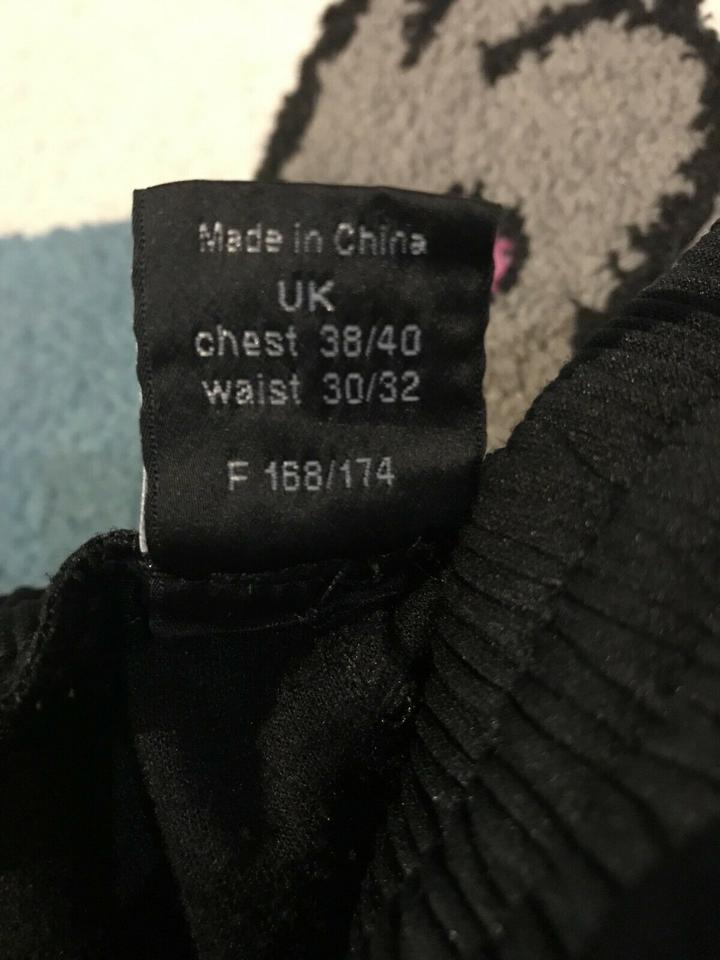 Made in China
UK
chest 38/40
waist 30/32
F 168/174